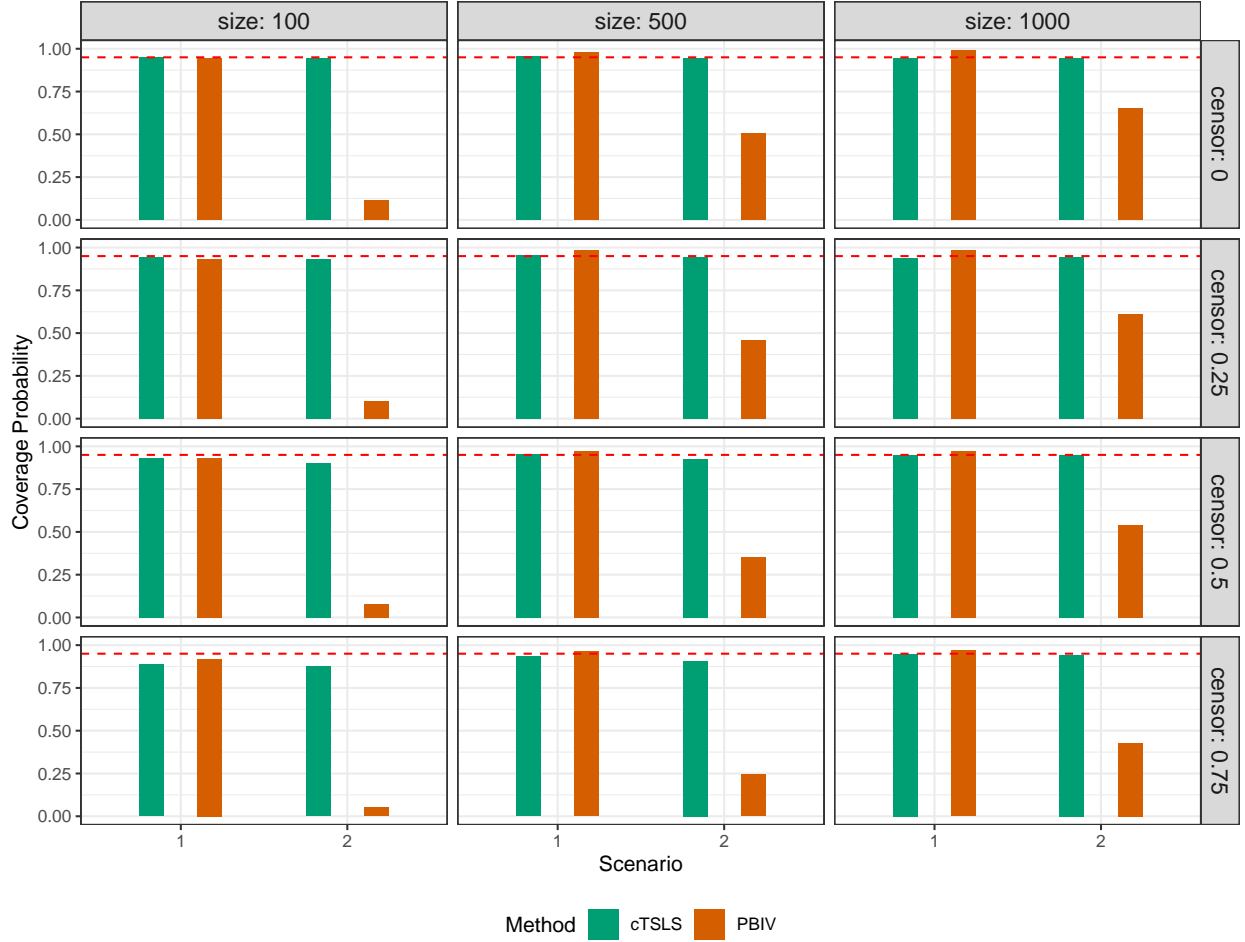 size: 100
size: 500
size: 1000
1.00
0.75
0.50
0.25
0.00
censor: 0
1.00
0.75
0.50
0.25
0.00
censor: 0.25
1.00
0.75
0.50
0.25
0.00
censor: 0.5
1.00
0.75
0.50
0.25
0.00
censor: 0.75
Coverage Probability
1
2
1
2
1
2
Scenario
Method cTSLS PBIV